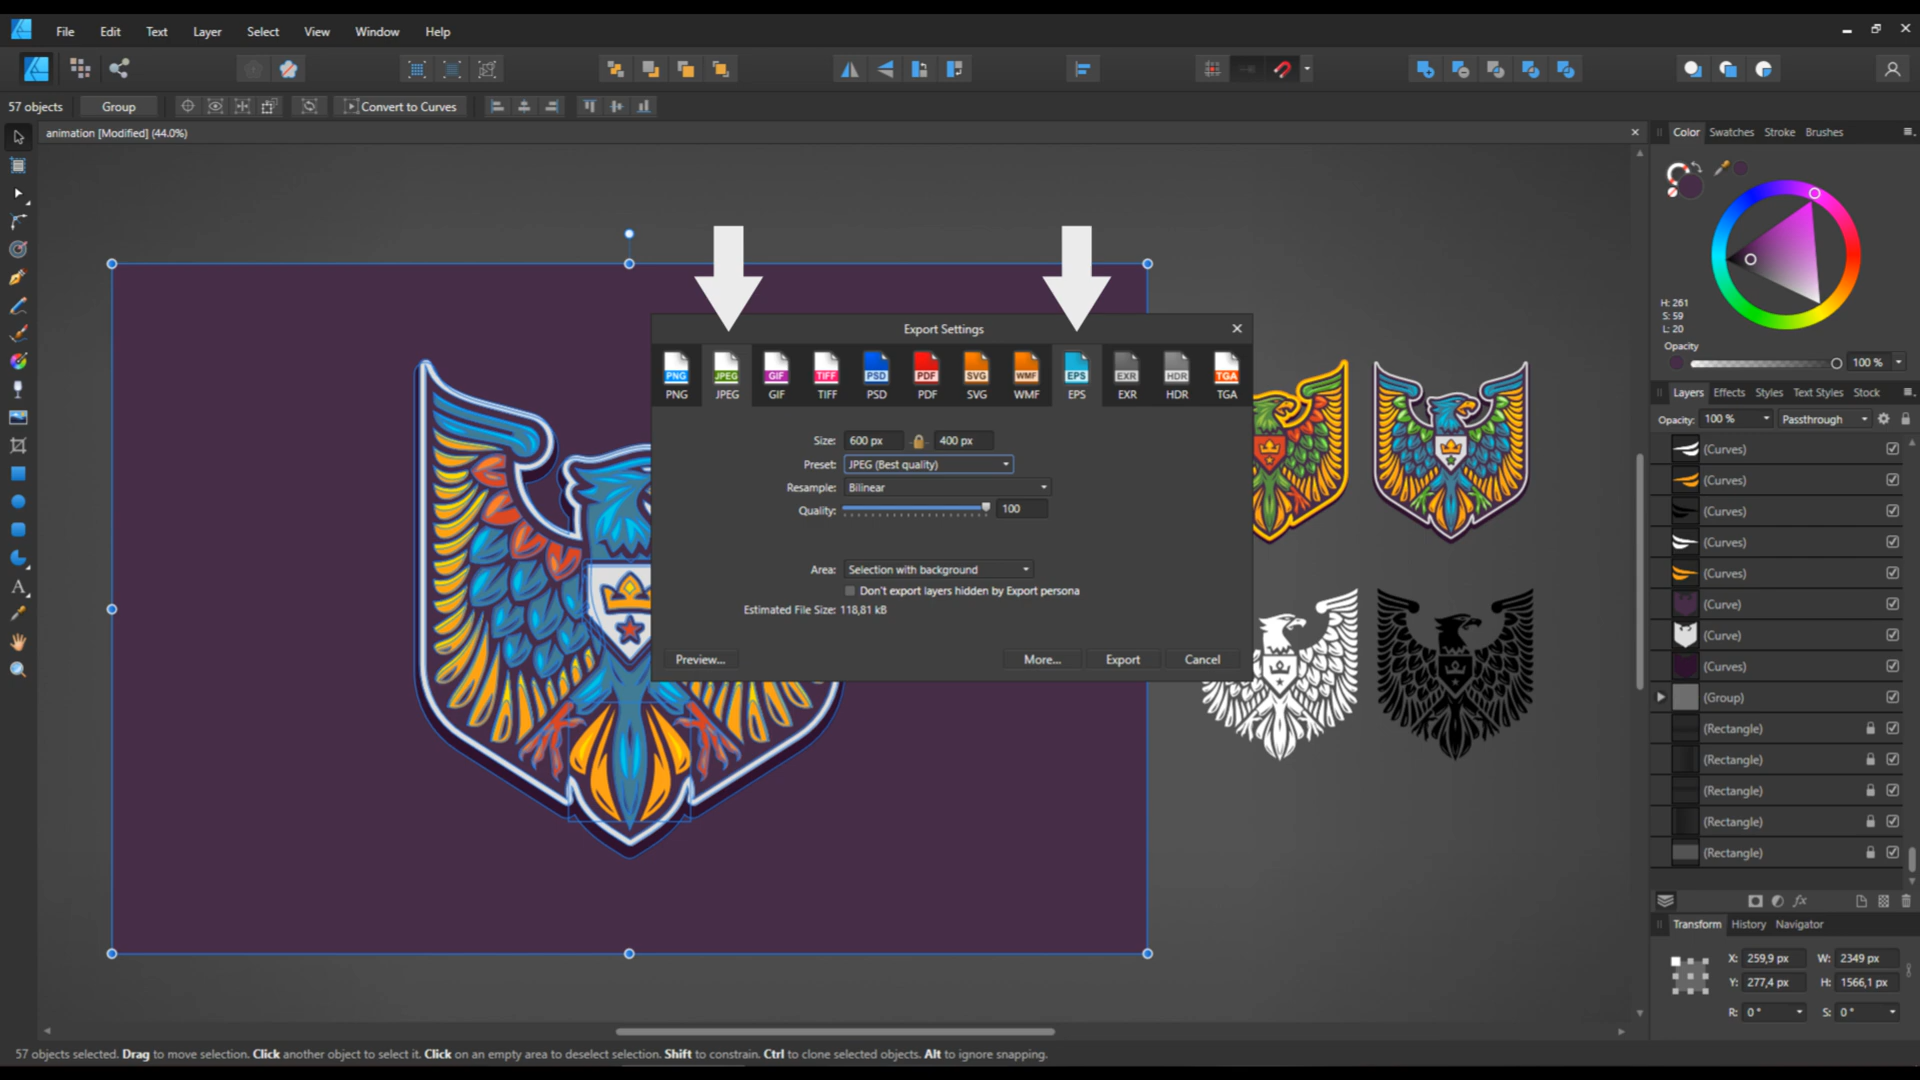 File Edit Text Layer Select View Window Help
57 objects Group Convert to Curves
animation [Modified] (44.0%)
Color Swatches Stroke Brushes
H: 261
S: 59
L: 20
Opacity
100 %
Layers Effects Styles Text Styles Stock
Opacity: 100 % Passthrough
(Curves)
(Curves)
(Curves)
(Curves)
(Curves)
(Curve)
(Curve)
(Curves)
(Group)
(Rectangle)
(Rectangle)
(Rectangle)
(Rectangle)
(Rectangle)
fx
Transform History Navigator
X: 259,9 px W: 2349 px
Y: 277,4 px H: 1566,1 px
R: 0 ° S: 0 °
Export Settings
PNG JPEG GIF TIFF PSD PDF SVG WMF EPS EXR HDR TGA
PNG JPEG GIF TIFF PSD PDF SVG WMF EPS EXR HDR TGA
Size: 600 px 400 px
Preset: JPEG (Best quality)
Resample: Bilinear
Quality: 100
Area: Selection with background
Don't export layers hidden by Export persona
Estimated File Size: 118,81 kB
Preview... More... Export Cancel
57 objects selected. Drag to move selection. Click another object to select it. Click on an empty area to deselect selection. Shift to constrain. Ctrl to clone selected objects. Alt to ignore snapping.